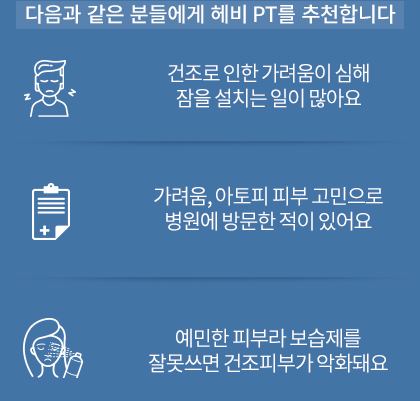 다음과 같은 분들에게 헤비 PT를 추천합니다
건조로 인한 가려움이 심해
잠을 설치는 일이 많아요
가려움, 아토피 피부 고민으로
병원에 방문한 적이 있어요
예민한 피부라 보습제를
잘못쓰면 건조피부가 악화돼요